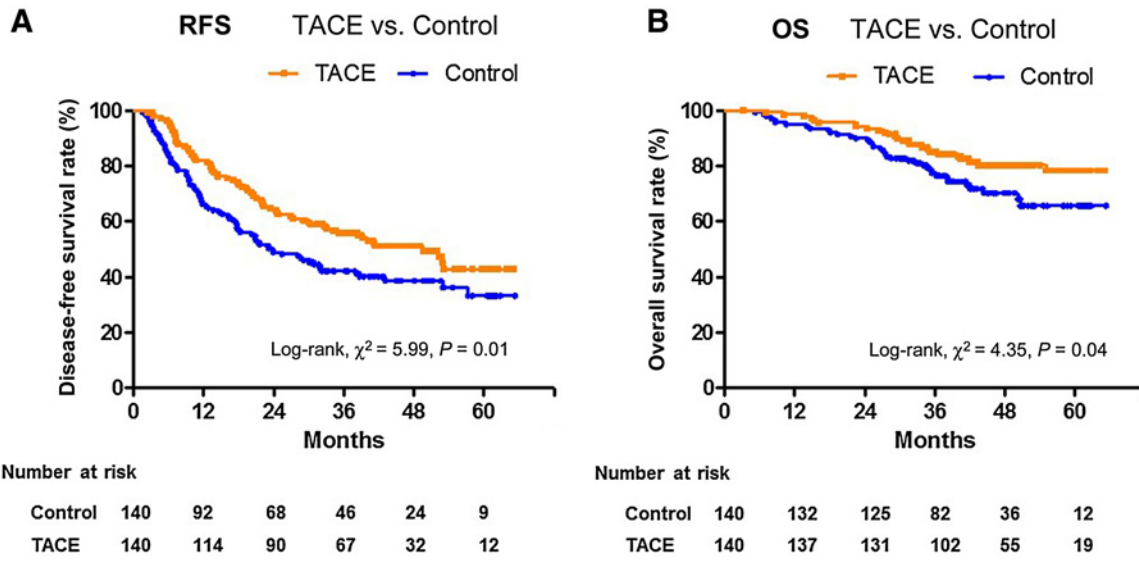 A
RFS TACE vs. Control
TACE Control
Disease-free survival rate (%)
100
80
60
40
20
0
0 12 24 36 48 60
Months
Log-rank, χ² = 5.99, P = 0.01
Number at risk
Control 140 92 68 46 24 9
TACE 140 114 90 67 32 12
B
OS TACE vs. Control
TACE Control
Overall survival rate (%)
100
80
60
40
20
0
0 12 24 36 48 60
Months
Log-rank, χ² = 4.35, P = 0.04
Number at risk
Control 140 132 125 82 36 12
TACE 140 137 131 102 55 19